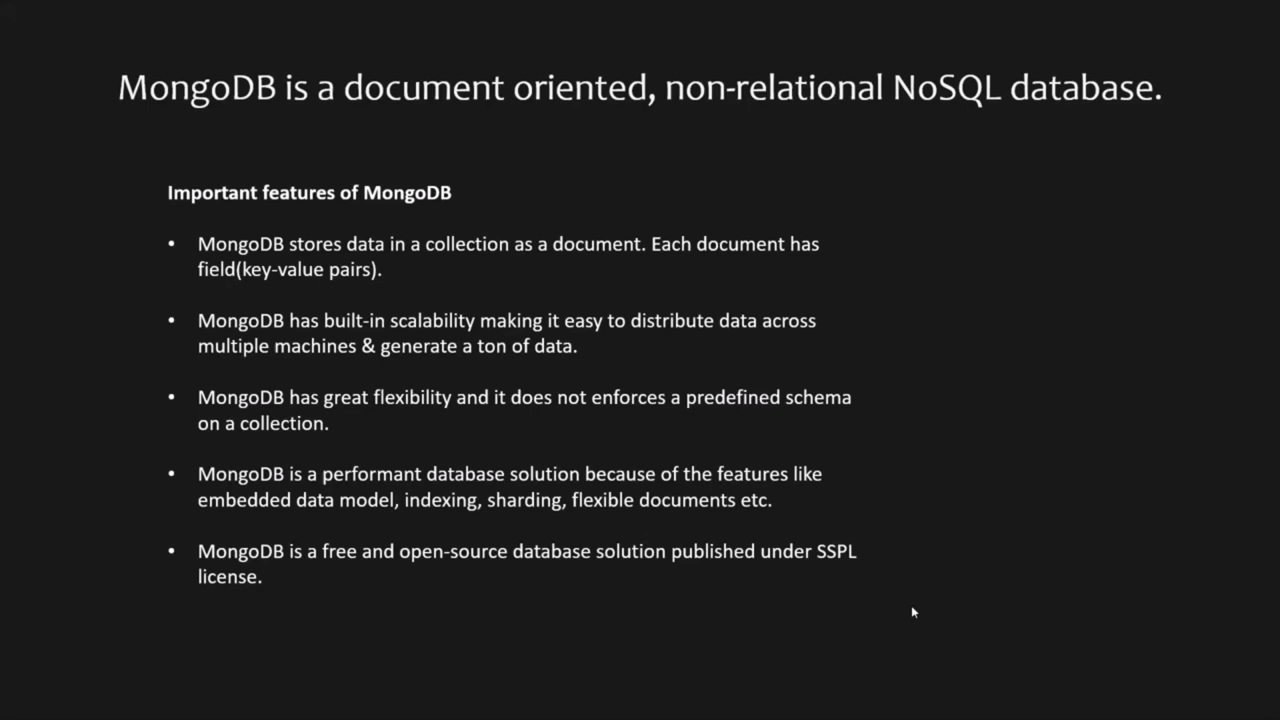 MongoDB is a document oriented, non-relational NoSQL database.
Important features of MongoDB
• MongoDB stores data in a collection as a document. Each document has
field(key-value pairs).
• MongoDB has built-in scalability making it easy to distribute data across
multiple machines & generate a ton of data.
• MongoDB has great flexibility and it does not enforces a predefined schema
on a collection.
• MongoDB is a performant database solution because of the features like
embedded data model, indexing, sharding, flexible documents etc.
• MongoDB is a free and open-source database solution published under SSPL
license.